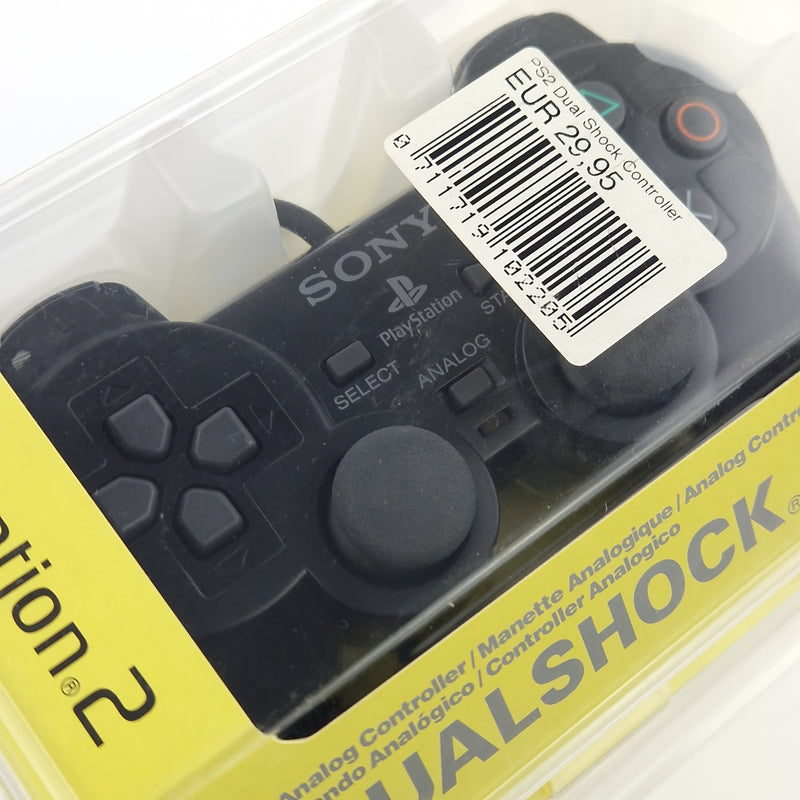 PS2 Dual Shock Controller
EUR 29,95
0 711719 102205
SONY
PlayStation
SELECT
STA
ANALOG
L
ation®2
Analog Controller / Manette Analogique / Analog Contro
ando Analógico / Controller Analogico
UALSHOCK®